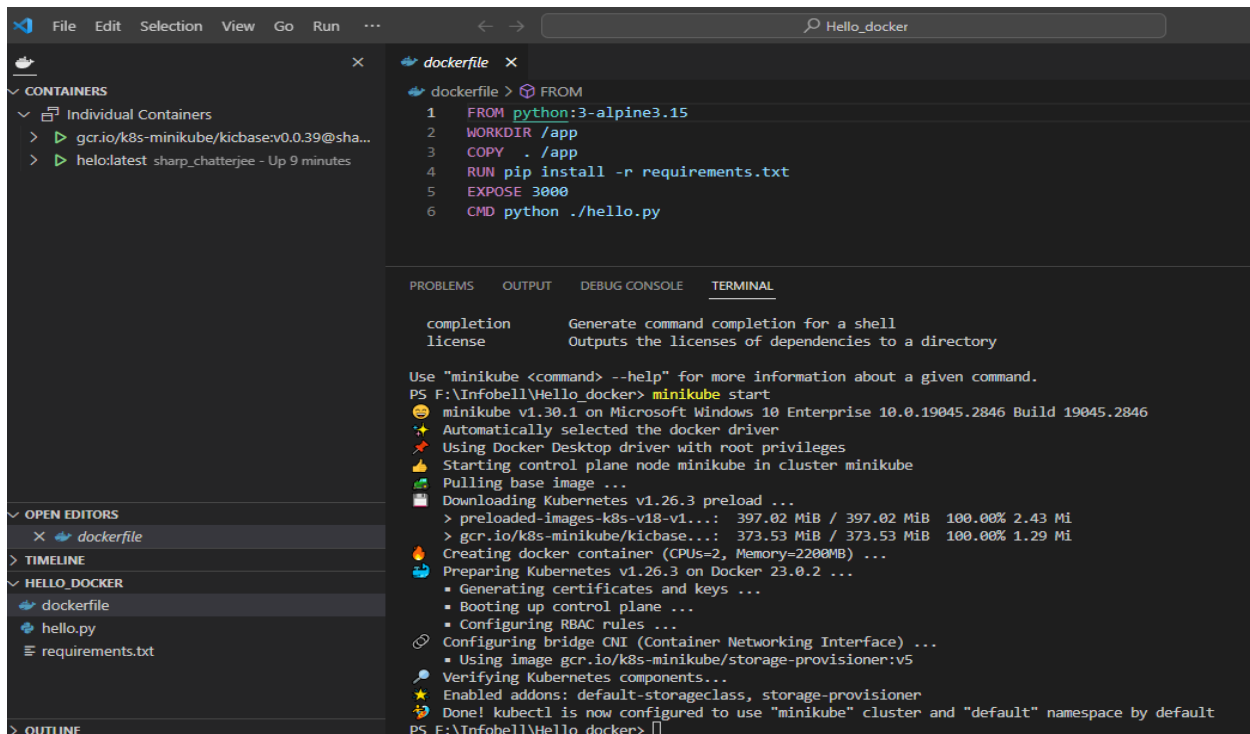 File Edit Selection View Go Run ···
Hello_docker
CONTAINERS
Individual Containers
gcr.io/k8s-minikube/kicbase:v0.0.39@sha...
helo:latest sharp_chatterjee - Up 9 minutes
OPEN EDITORS
dockerfile
TIMELINE
HELLO_DOCKER
dockerfile
hello.py
requirements.txt
OUTLINE
dockerfile
dockerfile > FROM
1 FROM python:3-alpine3.15
2 WORKDIR /app
3 COPY . /app
4 RUN pip install -r requirements.txt
5 EXPOSE 3000
6 CMD python ./hello.py
PROBLEMS OUTPUT DEBUG CONSOLE TERMINAL
completion Generate command completion for a shell
license Outputs the licenses of dependencies to a directory
Use "minikube <command> --help" for more information about a given command.
PS F:\Infobell\Hello_docker> minikube start
minikube v1.30.1 on Microsoft Windows 10 Enterprise 10.0.19045.2846 Build 19045.2846
Automatically selected the docker driver
Using Docker Desktop driver with root privileges
Starting control plane node minikube in cluster minikube
Pulling base image ...
Downloading Kubernetes v1.26.3 preload ...
> preloaded-images-k8s-v18-v1...: 397.02 MiB / 397.02 MiB 100.00% 2.43 Mi
> gcr.io/k8s-minikube/kicbase...: 373.53 MiB / 373.53 MiB 100.00% 1.29 Mi
Creating docker container (CPUs=2, Memory=2200MB) ...
Preparing Kubernetes v1.26.3 on Docker 23.0.2 ...
▪ Generating certificates and keys ...
▪ Booting up control plane ...
▪ Configuring RBAC rules ...
Configuring bridge CNI (Container Networking Interface) ...
▪ Using image gcr.io/k8s-minikube/storage-provisioner:v5
Verifying Kubernetes components...
Enabled addons: default-storageclass, storage-provisioner
Done! kubectl is now configured to use "minikube" cluster and "default" namespace by default
PS F:\Infobell\Hello_docker>